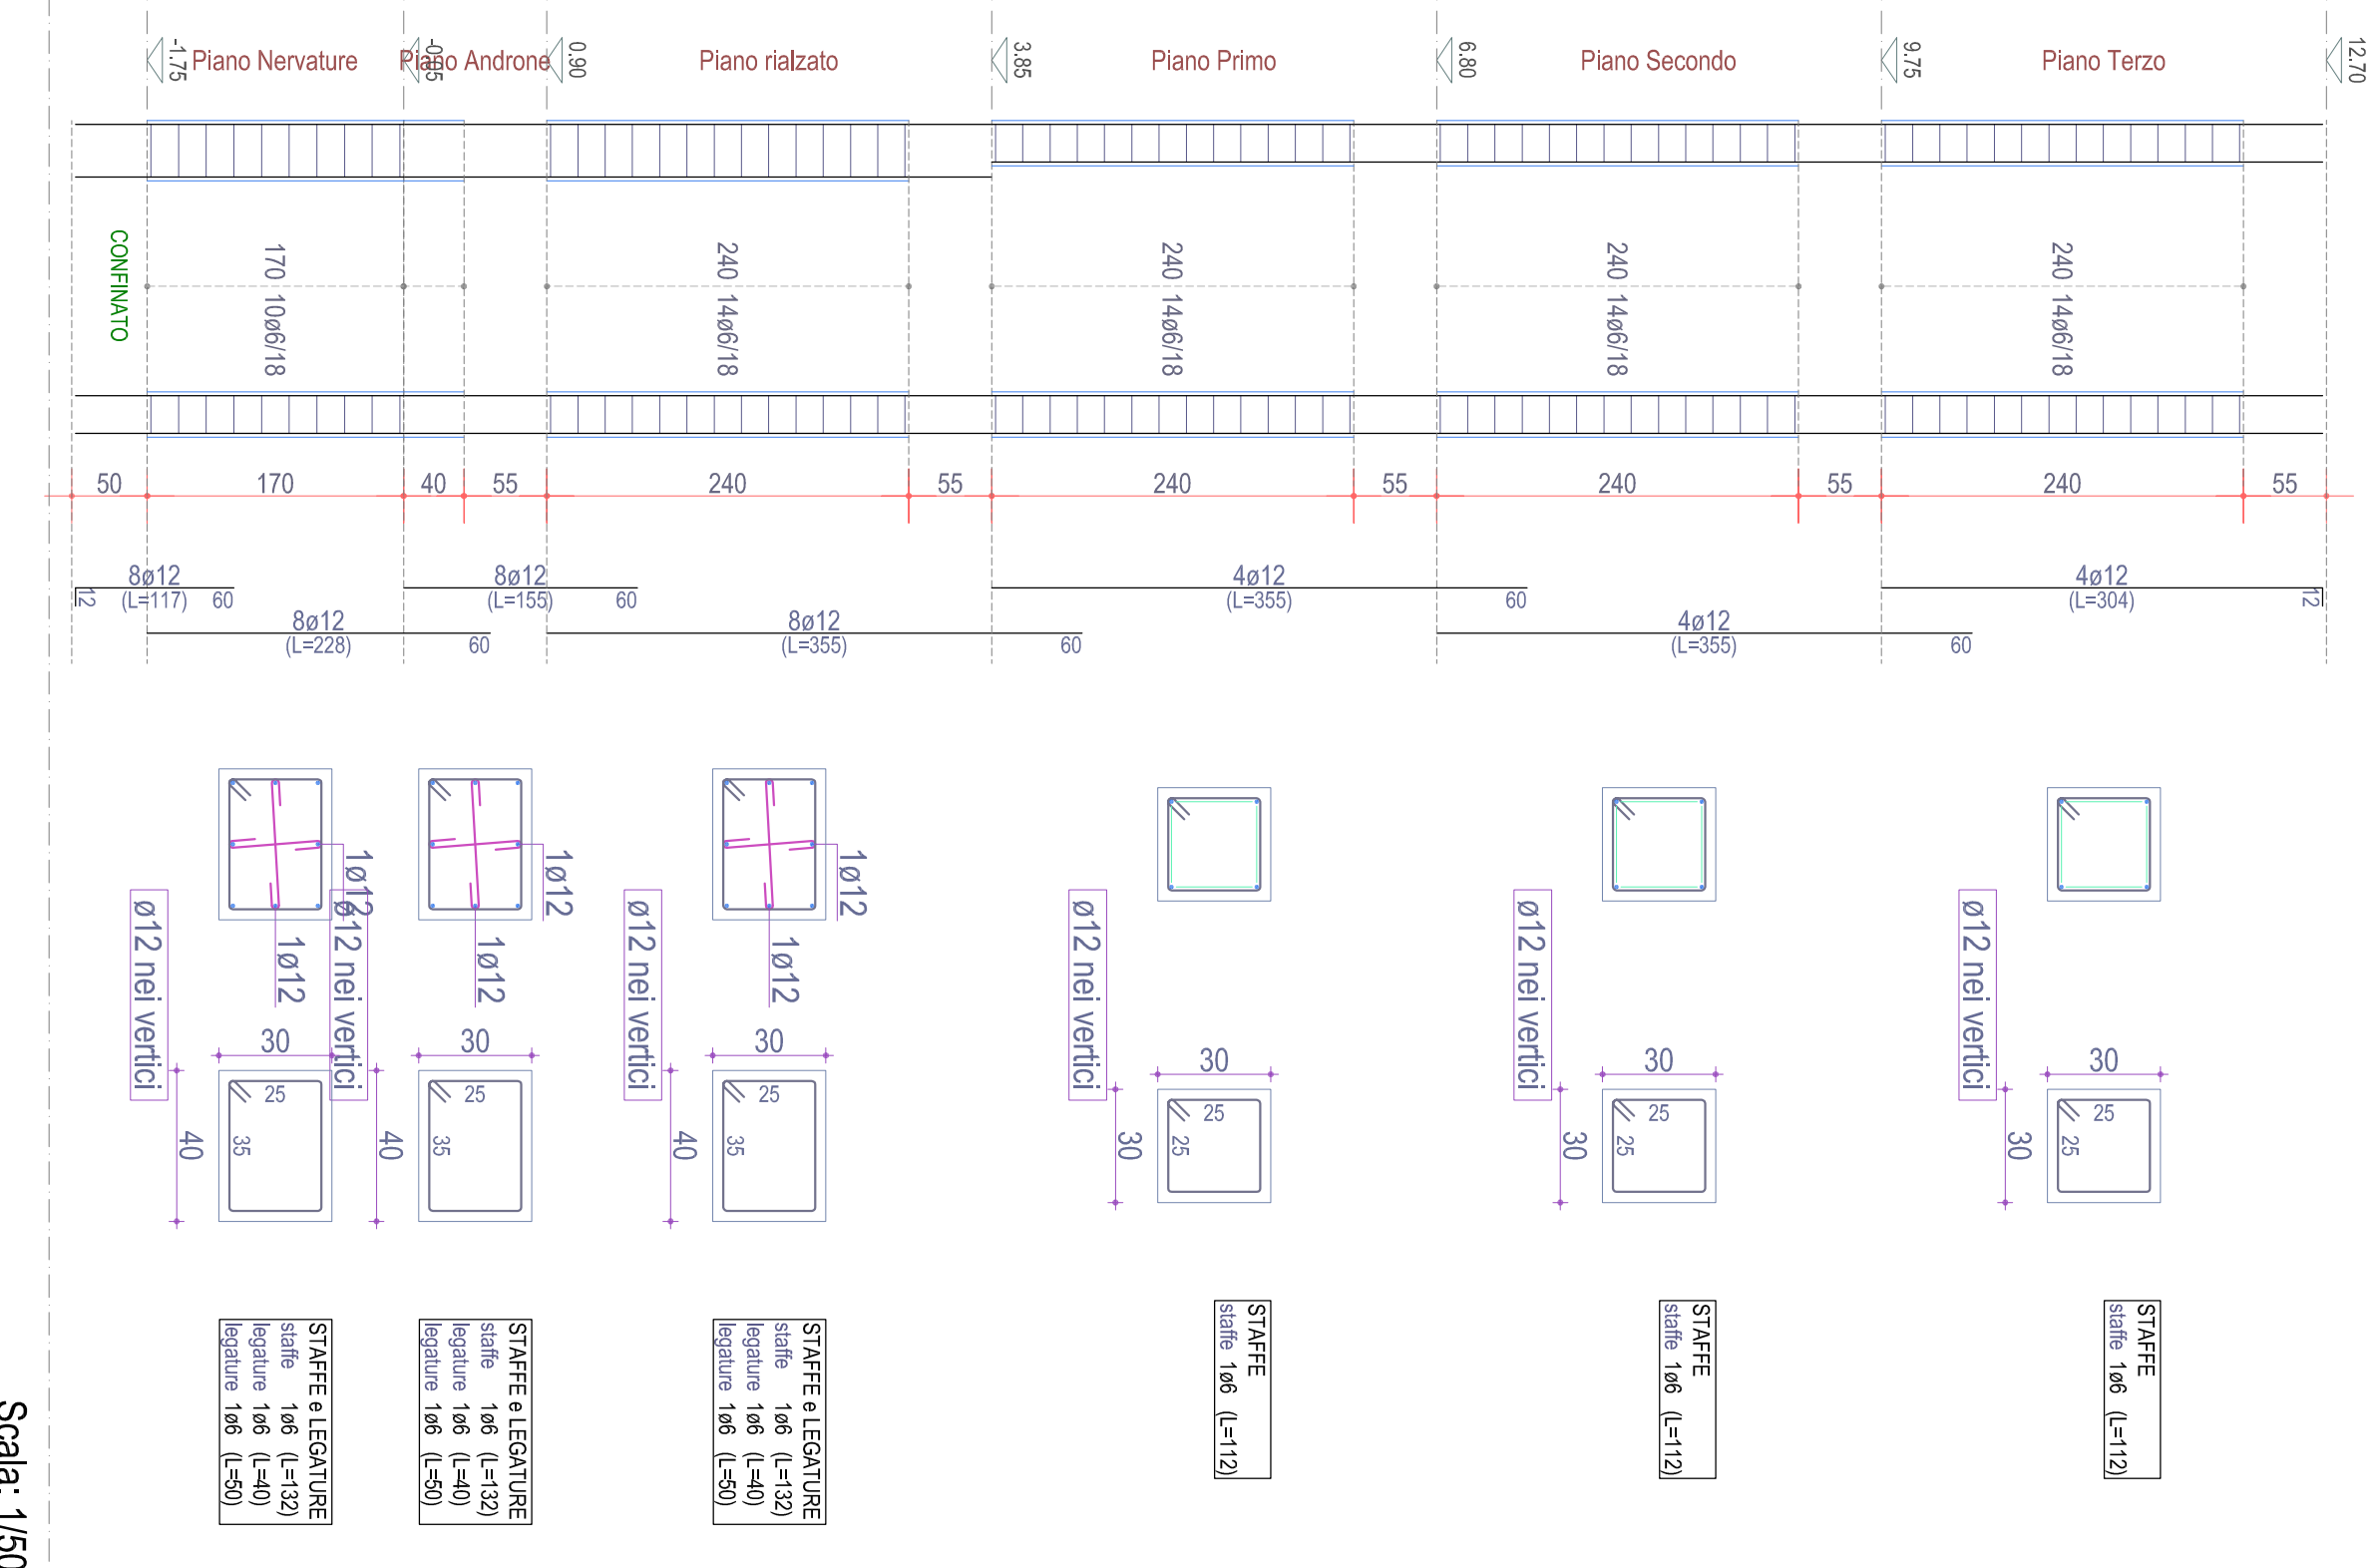 -1.75
Piano Nervature
-0.05
Piano Androne
0.90
Piano rialzato
3.85
Piano Primo
6.80
Piano Secondo
9.75
Piano Terzo
12.70
CONFINATO
170 10ø6/18
240 14ø6/18
240 14ø6/18
240 14ø6/18
240 14ø6/18
50 170 40 55 240 55 240 55 240 55 240 55
8ø12
(L=117)
12
60
8ø12
(L=155)
60
4ø12
(L=355)
60
4ø12
(L=304)
12
8ø12
(L=228)
60
8ø12
(L=355)
60
4ø12
(L=355)
60
1ø12
1ø12
ø12 nei vertici
30
40
25
35
1ø12
1ø12
ø12 nei vertici
30
40
25
35
1ø12
1ø12
ø12 nei vertici
30
40
25
35
ø12 nei vertici
30
30
25
25
ø12 nei vertici
30
30
25
25
ø12 nei vertici
30
30
25
25
STAFFE e LEGATURE
staffe 1ø6 (L=132)
legature 1ø6 (L=40)
legature 1ø6 (L=50)
STAFFE e LEGATURE
staffe 1ø6 (L=132)
legature 1ø6 (L=40)
legature 1ø6 (L=50)
STAFFE e LEGATURE
staffe 1ø6 (L=132)
legature 1ø6 (L=40)
legature 1ø6 (L=50)
STAFFE
staffe 1ø6 (L=112)
STAFFE
staffe 1ø6 (L=112)
STAFFE
staffe 1ø6 (L=112)
Scala: 1/50